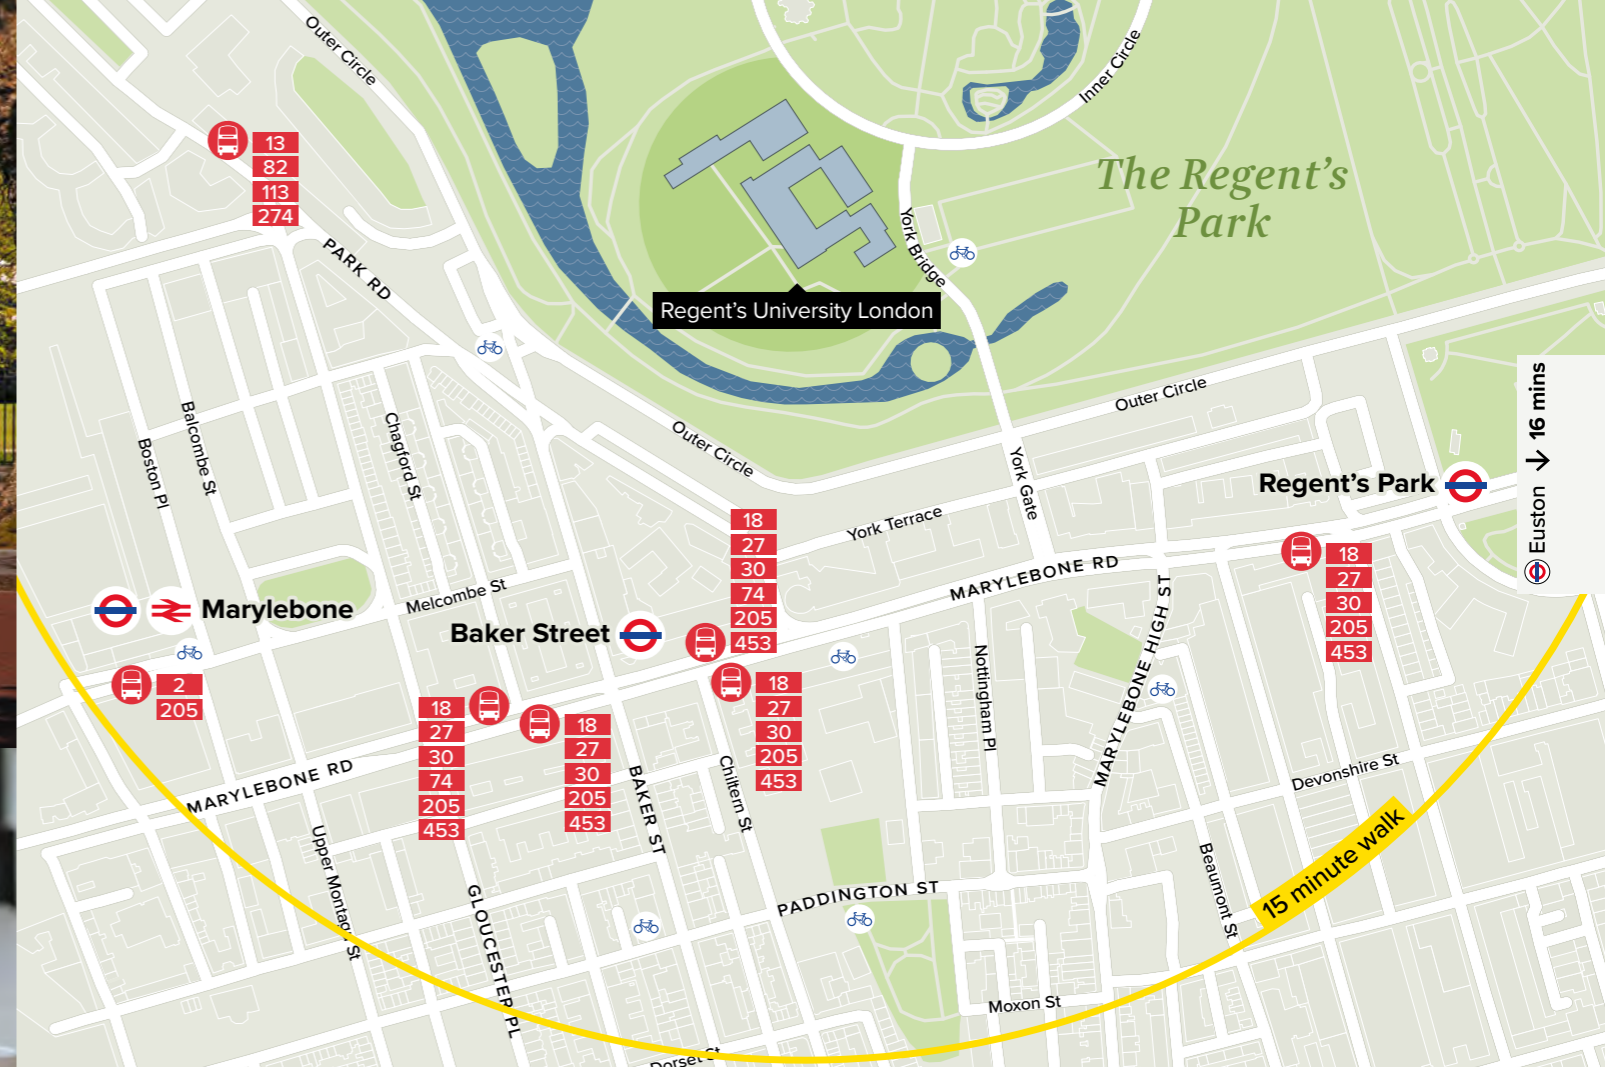 Outer Circle
Inner Circle
13
82
113
274
The Regent's
Park
PARK RD
York Bridge
Regent's University London
Outer Circle
Outer Circle
Boston Pl
Balcombe St
Chagford St
York Gate
York Terrace
Regent's Park
Euston → 16 mins
18
27
30
74
205
453
18
27
30
205
453
MARYLEBONE RD
Melcombe St
Marylebone
Baker Street
2
205
18
27
30
205
453
Nottingham Pl
MARYLEBONE HIGH ST
18
27
30
74
205
453
18
27
30
205
453
MARYLEBONE RD
BAKER ST
Chiltern St
Devonshire St
Upper Montagu St
GLOUCESTER PL
PADDINGTON ST
Beaumont St
15 minute walk
Moxon St
Dorset St